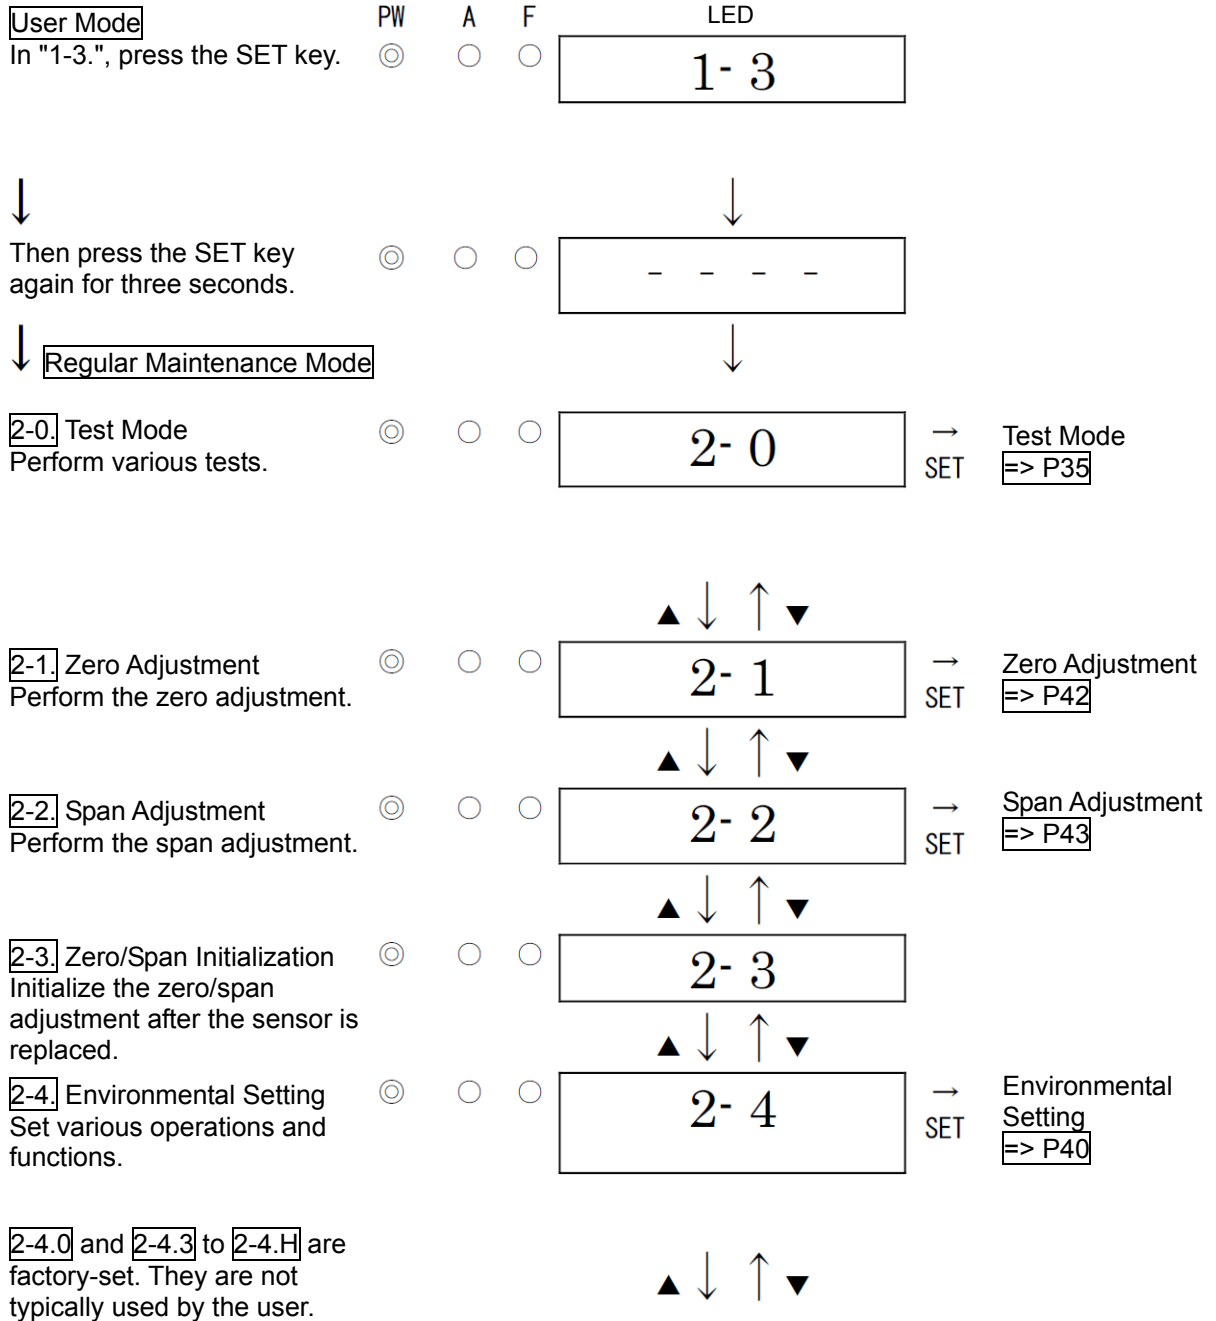 User Mode PW A F LED
In "1-3.", press the SET key. ◎ ○ ○ 1- 3
↓ ↓
Then press the SET key ◎ ○ ○ - - - -
again for three seconds.
↓ Regular Maintenance Mode ↓
2-0. Test Mode ◎ ○ ○ 2- 0 → Test Mode
Perform various tests. SET => P35
▲ ↓ ↑ ▼
2-1. Zero Adjustment ◎ ○ ○ 2- 1 → Zero Adjustment
Perform the zero adjustment. SET => P42
▲ ↓ ↑ ▼
2-2. Span Adjustment ◎ ○ ○ 2- 2 → Span Adjustment
Perform the span adjustment. SET => P43
▲ ↓ ↑ ▼
2-3. Zero/Span Initialization ◎ ○ ○ 2- 3
Initialize the zero/span
adjustment after the sensor is
replaced.
▲ ↓ ↑ ▼
2-4. Environmental Setting ◎ ○ ○ 2- 4 → Environmental
Set various operations and SET Setting
functions. => P40
2-4.0 and 2-4.3 to 2-4.H are
factory-set. They are not
typically used by the user.
▲ ↓ ↑ ▼